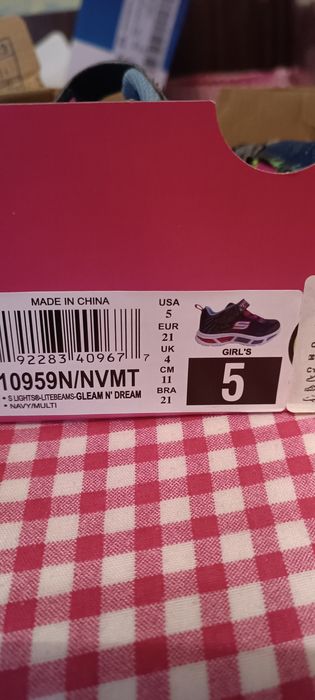 MADE IN CHINA
92283 40967 7
10959N/NVMT
* S LIGHTS®-LITEBEAMS-GLEAM N' DREAM
* NAVY/MULTI
USA
5
EUR
21
UK
4
CM
11
BRA
21
GIRL'S
5